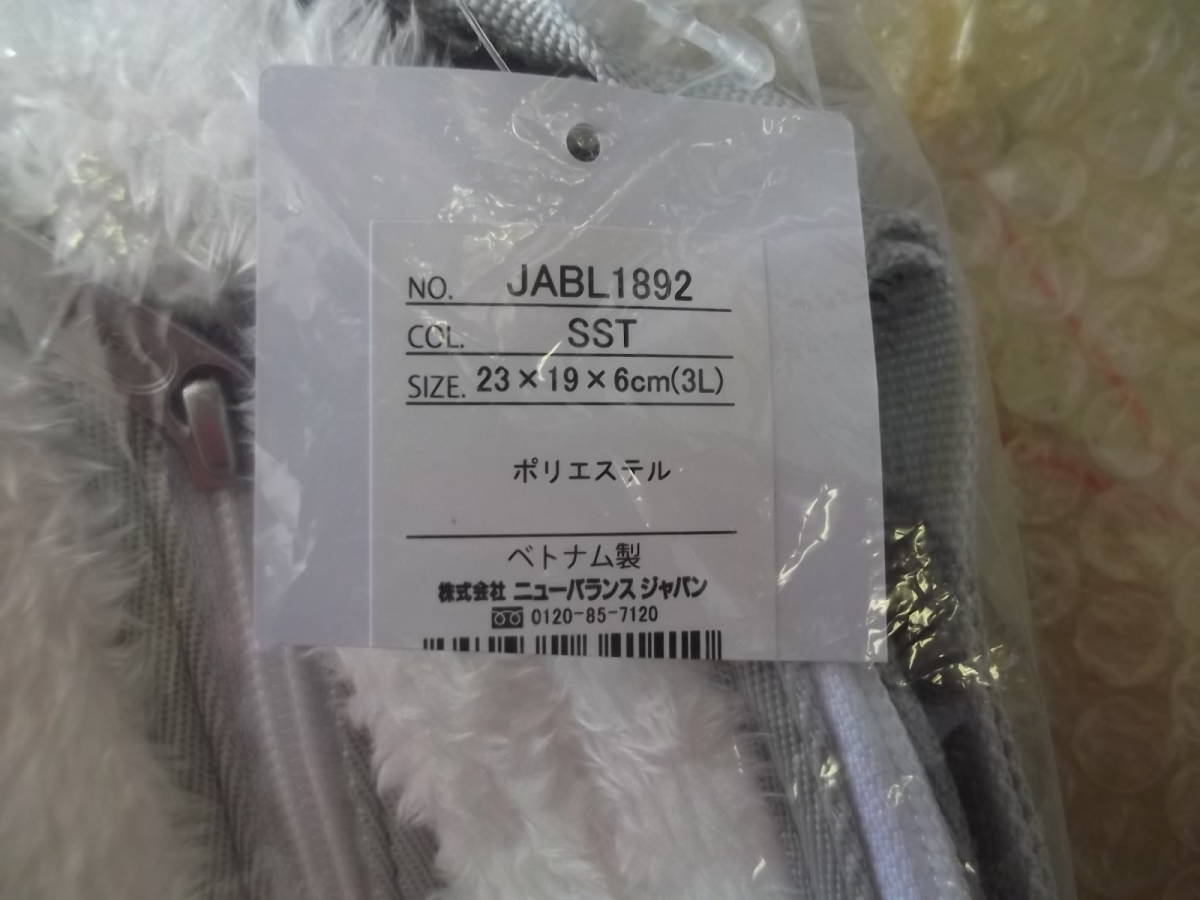 NO. JABL1892
COL. SST
SIZE. 23×19×6cm(3L)
ポリエステル
ベトナム製
株式会社 ニューバランス ジャパン
0120-85-7120